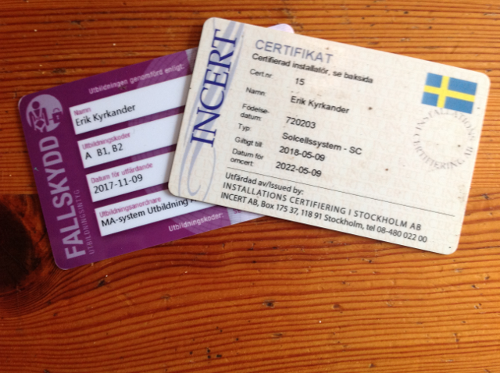 FALLSKYDD
UTBILDNINGSINTYG
Utbildningen genomförd enligt:
Namn
Erik Kyrkander
Utbildningskoder
A B1, B2
Datum för utfärdande
2017-11-09
Utbildningsanordnare
MA-system Utbildning
Utbildningskoder:
INCERT
CERTIFIKAT
Certifierad installatör, se baksida
Cert.nr 15
Namn: Erik Kyrkander
Födelse-
datum 720203
Typ: Solcellssystem - SC
Giltigt till 2018-05-09
Datum för
omcert: 2022-05-09
Utfärdad av/Issued by:
INSTALLATIONS CERTIFIERING I STOCKHOLM AB
INCERT AB, Box 175 37, 118 91 Stockholm, tel 08-480 022 00